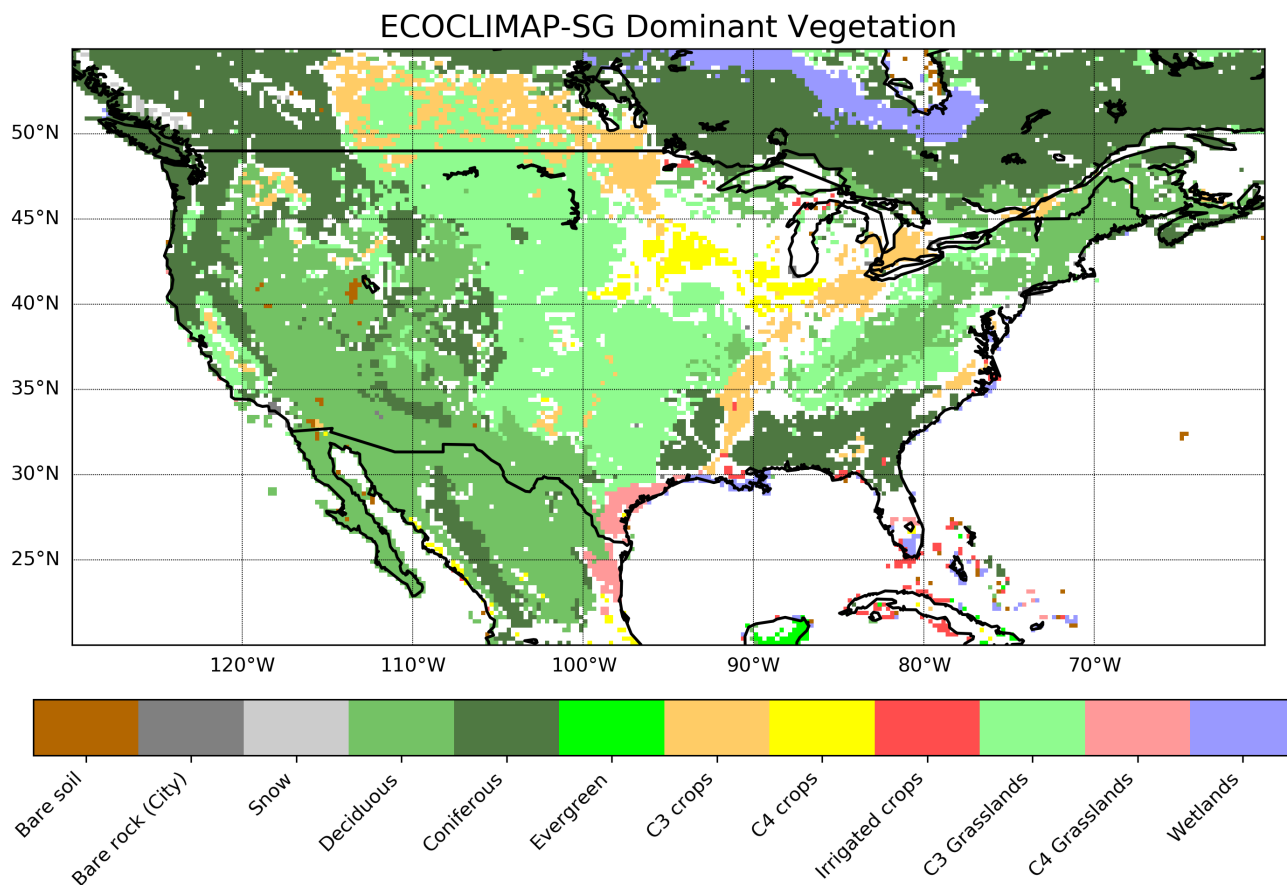 ECOCLIMAP-SG Dominant Vegetation
50°N
45°N
40°N
35°N
30°N
25°N
120°W 110°W 100°W 90°W 80°W 70°W
Bare soil
Bare rock (City)
Snow
Deciduous
Coniferous
Evergreen
C3 crops
C4 crops
Irrigated crops
C3 Grasslands
C4 Grasslands
Wetlands